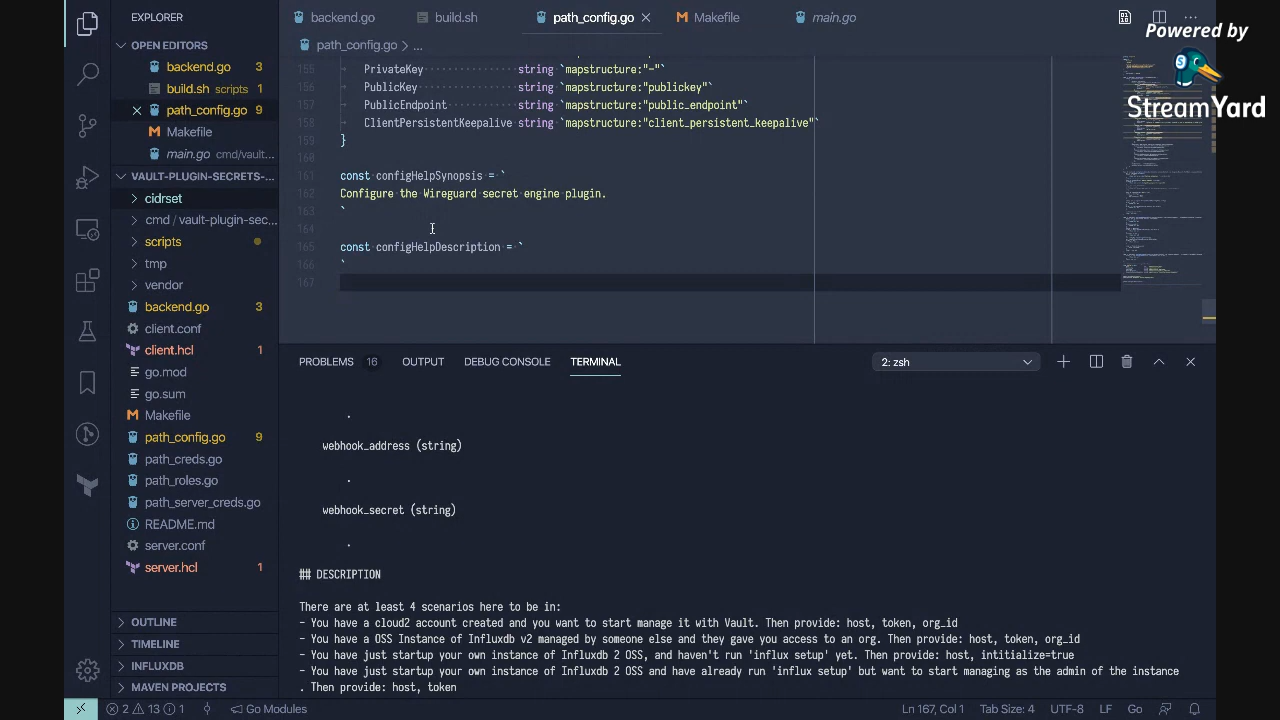 EXPLORER
OPEN EDITORS
backend.go 3
build.sh scripts 1
path_config.go 9
Makefile
main.go cmd/vault...
VAULT-PLUGIN-SECRETS-...
cidrset
cmd / vault-plugin-sec...
scripts
tmp
vendor
backend.go 3
client.conf
client.hcl 1
go.mod
go.sum
Makefile
path_config.go 9
path_creds.go
path_roles.go
path_server_creds.go
README.md
server.conf
server.hcl 1
OUTLINE
TIMELINE
INFLUXDB
MAVEN PROJECTS
backend.go build.sh path_config.go Makefile main.go
path_config.go > ...
155 PrivateKey string `mapstructure:"-"`
156 PublicKey string `mapstructure:"publickey"`
157 PublicEndpoint string `mapstructure:"public_endpoint"`
158 ClientPersistentKeepalive string `mapstructure:"client_persistent_keepalive"`
159 }
160
161 const configHelpSynopsis = `
162 Configure the Wireguard secret engine plugin.
163 `
164
165 const configHelpDescription = `
166 `
167
Powered by
StreamYard
PROBLEMS 16 OUTPUT DEBUG CONSOLE TERMINAL 2: zsh
.
webhook_address (string)
.
webhook_secret (string)
.
## DESCRIPTION
There are at least 4 scenarios here to be in:
- You have a cloud2 account created and you want to start manage it with Vault. Then provide: host, token, org_id
- You have a OSS Instance of Influxdb v2 managed by someone else and they gave you access to an org. Then provide: host, token, org_id
- You have just startup your own instance of Influxdb 2 OSS, and haven't run 'influx setup' yet. Then provide: host, intitialize=true
- You have just startup your own instance of Influxdb 2 OSS and have already run 'influx setup' but want to start managing as the admin of the instance
. Then provide: host, token
2 13 1 Go Modules Ln 167, Col 1 Tab Size: 4 UTF-8 LF Go